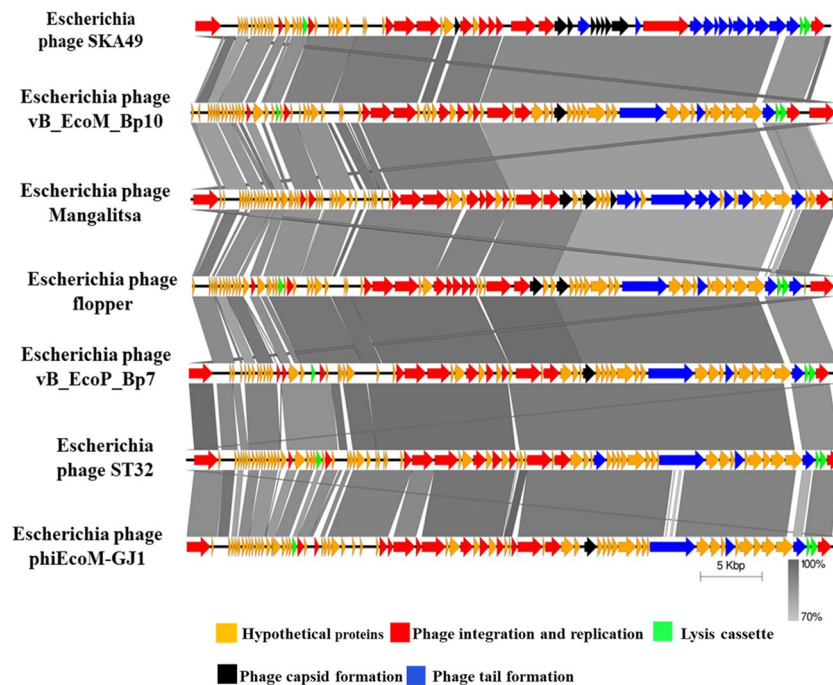 Escherichia
phage SKA49
Escherichia phage
vB_EcoM_Bp10
Escherichia phage
Mangalitsa
Escherichia phage
flopper
Escherichia phage
vB_EcoP_Bp7
Escherichia
phage ST32
Escherichia phage
phiEcoM-GJ1
5 Kbp
100%
70%
Hypothetical proteins
Phage integration and replication
Lysis cassette
Phage capsid formation
Phage tail formation